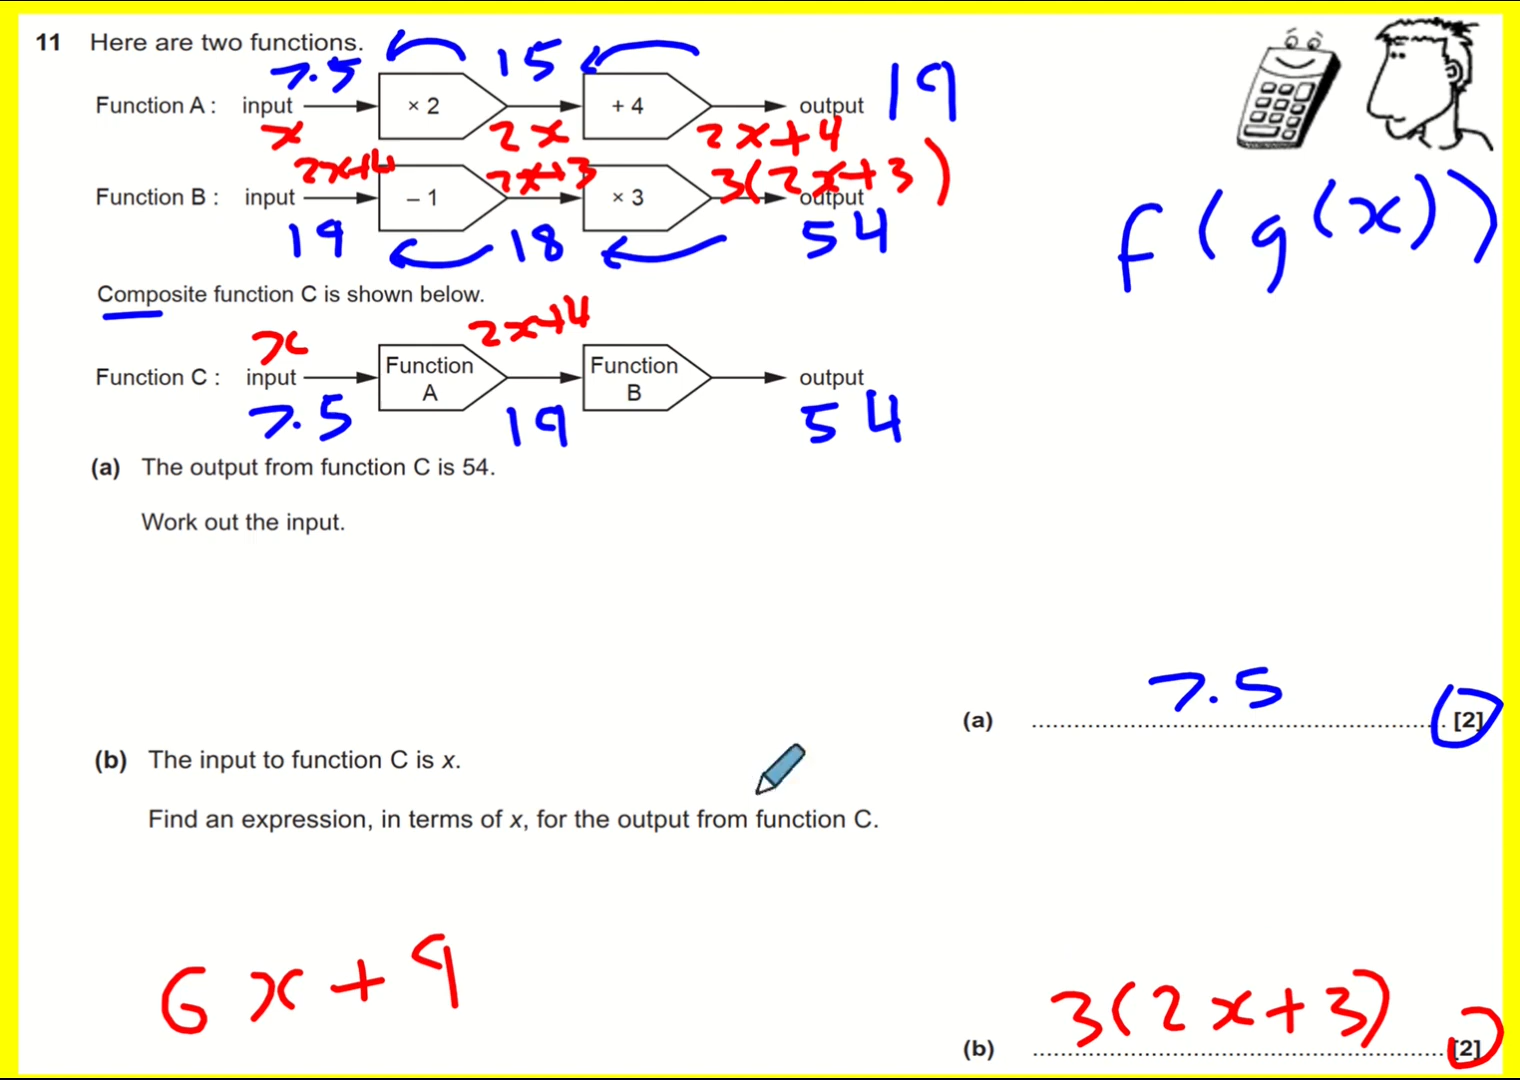 11 Here are two functions.
7.5 15
Function A : input × 2 + 4 output 19
x 2x 2x+4
2x+4 2x+3 3(2x+3)
Function B : input – 1 × 3 output
19 18 54
f(g(x))
Composite function C is shown below.
x 2x+4
Function C : input Function A Function B output
7.5 19 54
(a) The output from function C is 54.
Work out the input.
7.5
(a) [2]
(b) The input to function C is x.
Find an expression, in terms of x, for the output from function C.
6x+9
3(2x+3)
(b) [2]